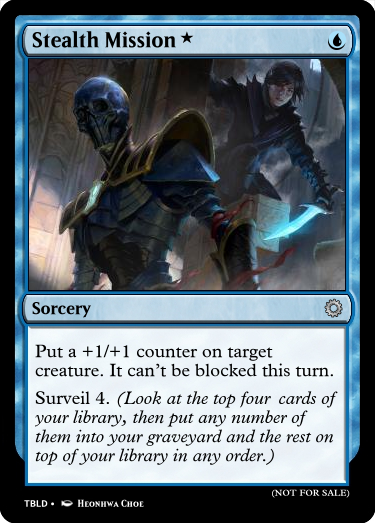 Stealth Mission ★
Sorcery
Put a +1/+1 counter on target
creature. It can't be blocked this turn.
Surveil 4. (Look at the top four cards of
your library, then put any number of
them into your graveyard and the rest on
top of your library in any order.)
(NOT FOR SALE)
TBLD • Heonhwa Choe